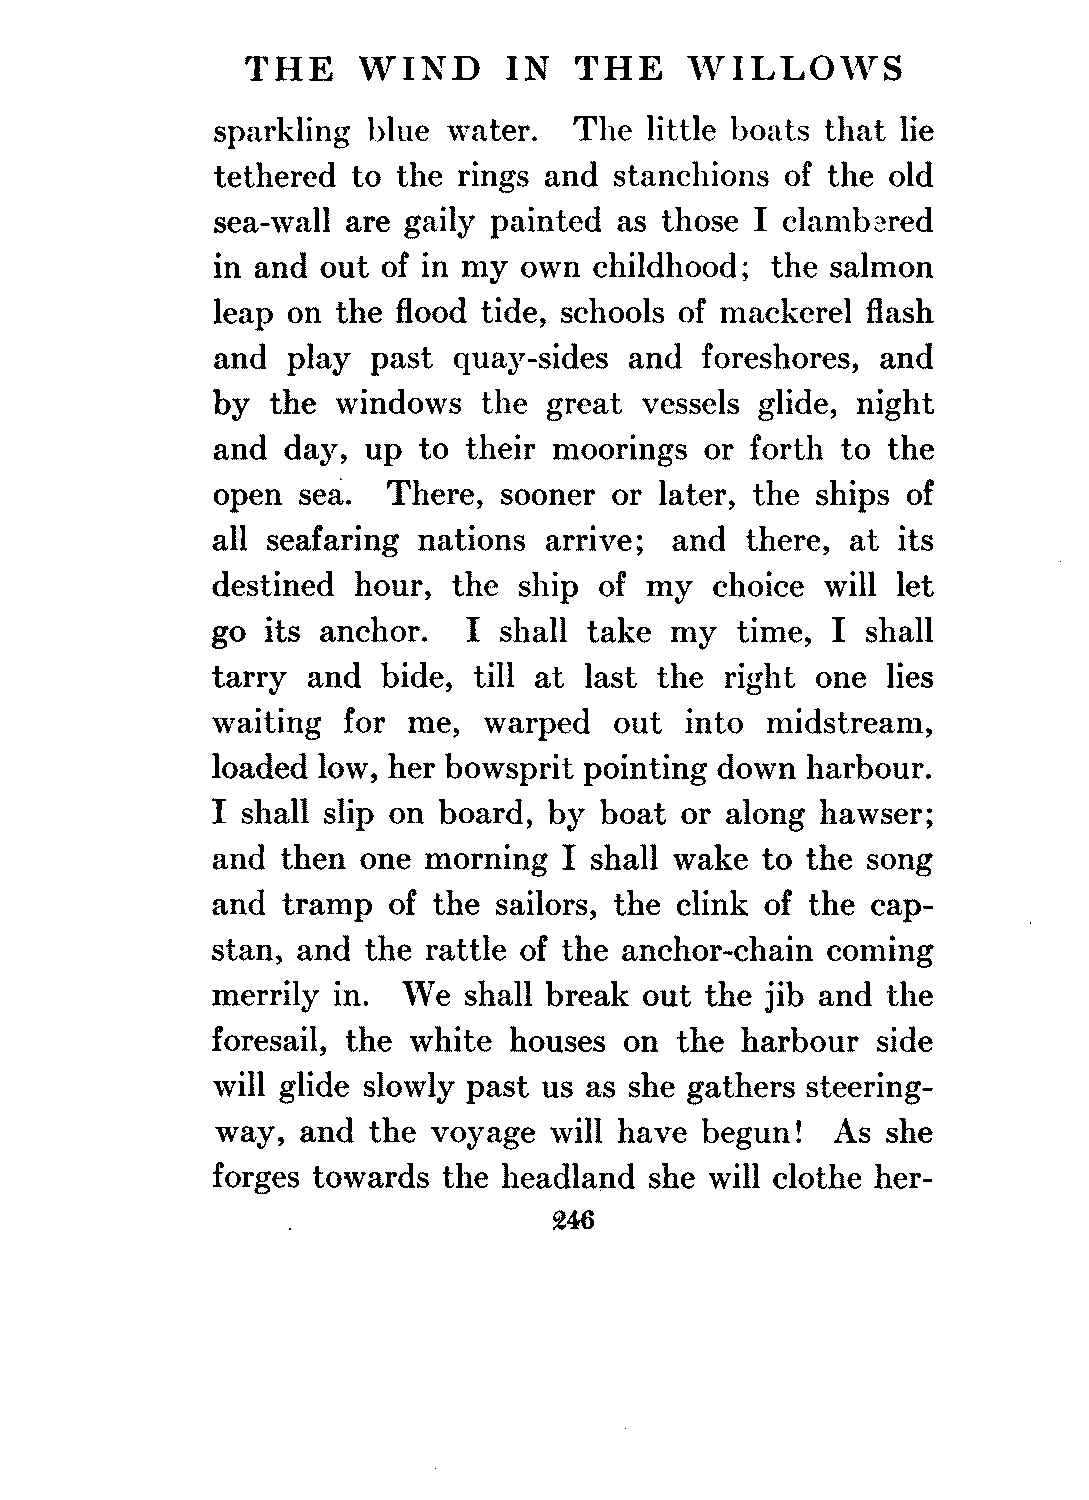 THE WIND IN THE WILLOWS
sparkling blue water. The little boats that lie
tethered to the rings and stanchions of the old
sea-wall are gaily painted as those I clambered
in and out of in my own childhood; the salmon
leap on the flood tide, schools of mackerel flash
and play past quay-sides and foreshores, and
by the windows the great vessels glide, night
and day, up to their moorings or forth to the
open sea. There, sooner or later, the ships of
all seafaring nations arrive; and there, at its
destined hour, the ship of my choice will let
go its anchor. I shall take my time, I shall
tarry and bide, till at last the right one lies
waiting for me, warped out into midstream,
loaded low, her bowsprit pointing down harbour.
I shall slip on board, by boat or along hawser;
and then one morning I shall wake to the song
and tramp of the sailors, the clink of the cap-
stan, and the rattle of the anchor-chain coming
merrily in. We shall break out the jib and the
foresail, the white houses on the harbour side
will glide slowly past us as she gathers steering-
way, and the voyage will have begun! As she
forges towards the headland she will clothe her-
246